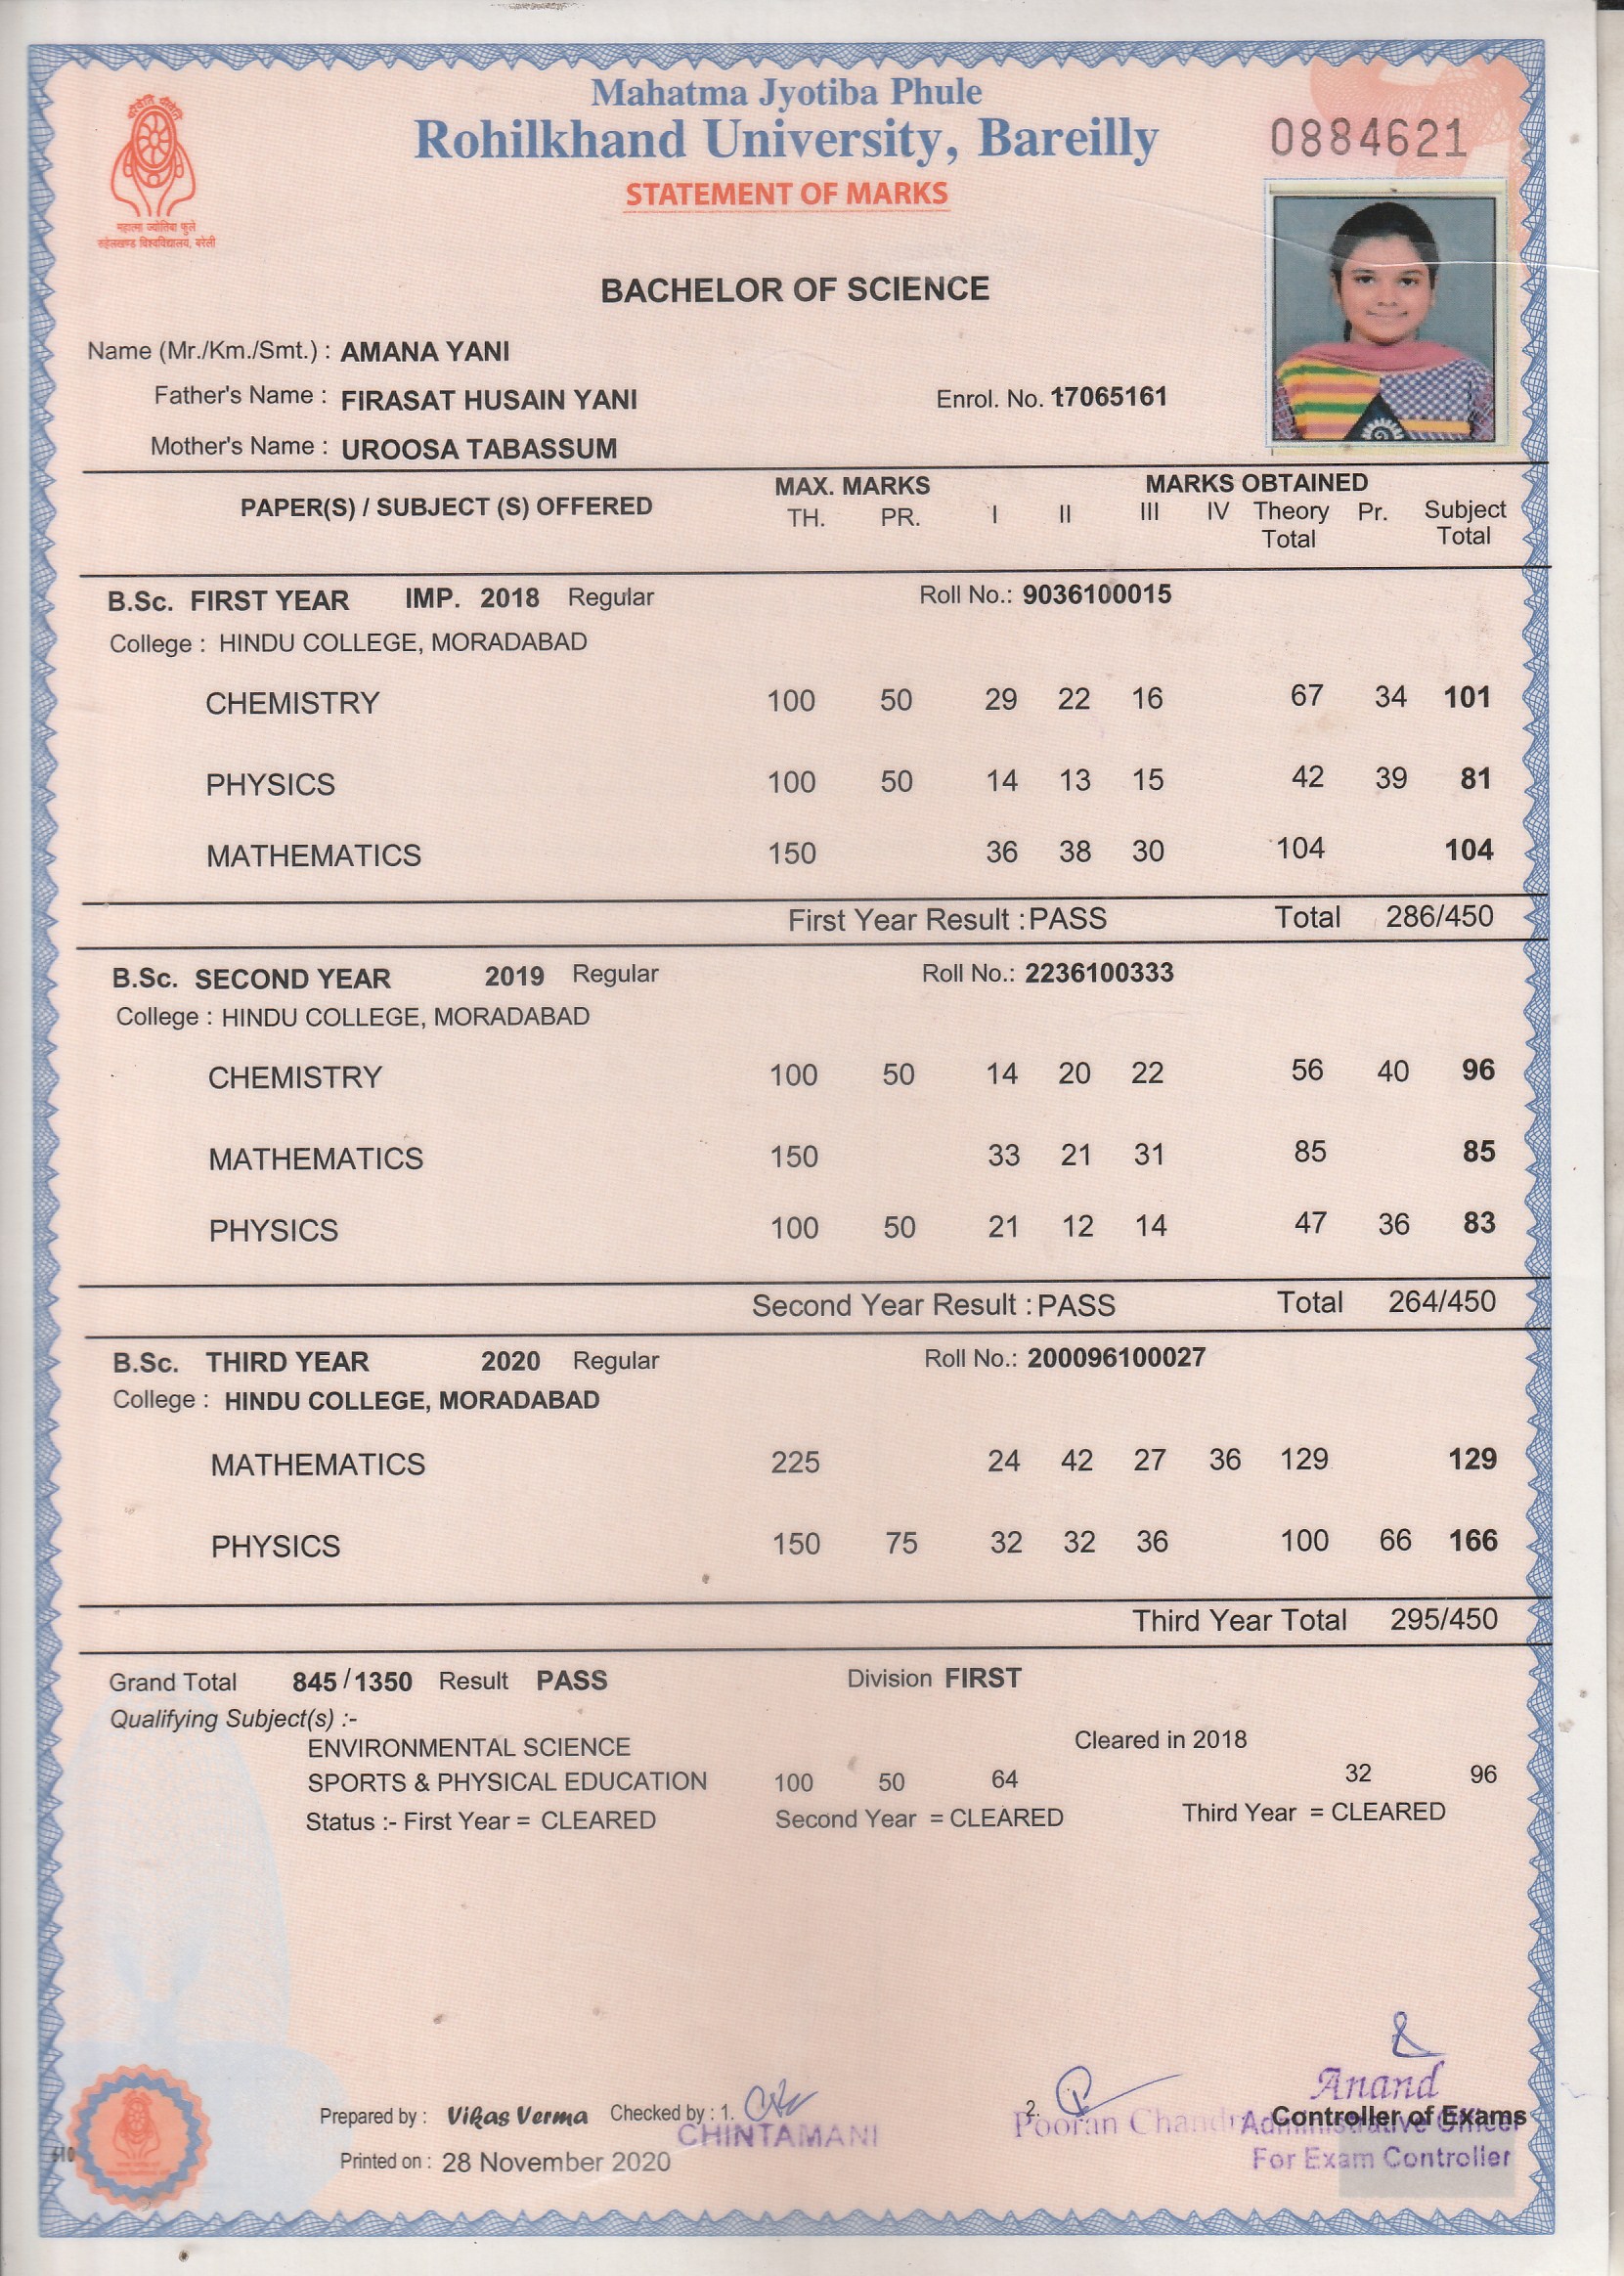 Mahatma Jyotiba Phule
Rohilkhand University, Bareilly
0884621
STATEMENT OF MARKS
महात्मा ज्योतिबा फुले
रुहेलखण्ड विश्वविद्यालय, बरेली
BACHELOR OF SCIENCE
Name (Mr./Km./Smt.) : AMANA YANI
Father's Name : FIRASAT HUSAIN YANI Enrol. No. 17065161
Mother's Name : UROOSA TABASSUM
PAPER(S) / SUBJECT (S) OFFERED MAX. MARKS MARKS OBTAINED
TH. PR. I II III IV Theory Total Pr. Subject Total
B.Sc. FIRST YEAR IMP. 2018 Regular Roll No.: 9036100015
College : HINDU COLLEGE, MORADABAD
CHEMISTRY 100 50 29 22 16 67 34 101
PHYSICS 100 50 14 13 15 42 39 81
MATHEMATICS 150 36 38 30 104 104
First Year Result : PASS Total 286/450
B.Sc. SECOND YEAR 2019 Regular Roll No.: 2236100333
College : HINDU COLLEGE, MORADABAD
CHEMISTRY 100 50 14 20 22 56 40 96
MATHEMATICS 150 33 21 31 85 85
PHYSICS 100 50 21 12 14 47 36 83
Second Year Result : PASS Total 264/450
B.Sc. THIRD YEAR 2020 Regular Roll No.: 200096100027
College : HINDU COLLEGE, MORADABAD
MATHEMATICS 225 24 42 27 36 129 129
PHYSICS 150 75 32 32 36 100 66 166
Third Year Total 295/450
Grand Total 845 / 1350 Result PASS Division FIRST
Qualifying Subject(s) :-
ENVIRONMENTAL SCIENCE Cleared in 2018
SPORTS & PHYSICAL EDUCATION 100 50 64 32 96
Status :- First Year = CLEARED Second Year = CLEARED Third Year = CLEARED
Anand
Prepared by : Vikas Verma Checked by : 1. 2. Controller of Exams
CHINTAMANI Pooran Chandra Administrative Officer
Printed on : 28 November 2020 For Exam Controller